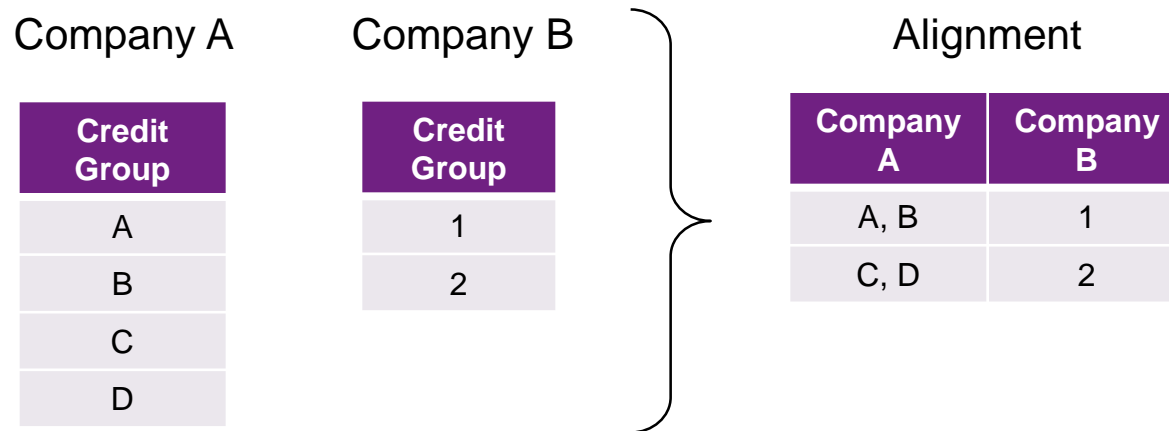 Company A
Credit
Group
A
B
C
D
Company B
Credit
Group
1
2
Alignment
Company
A
Company
B
A, B
1
C, D
2